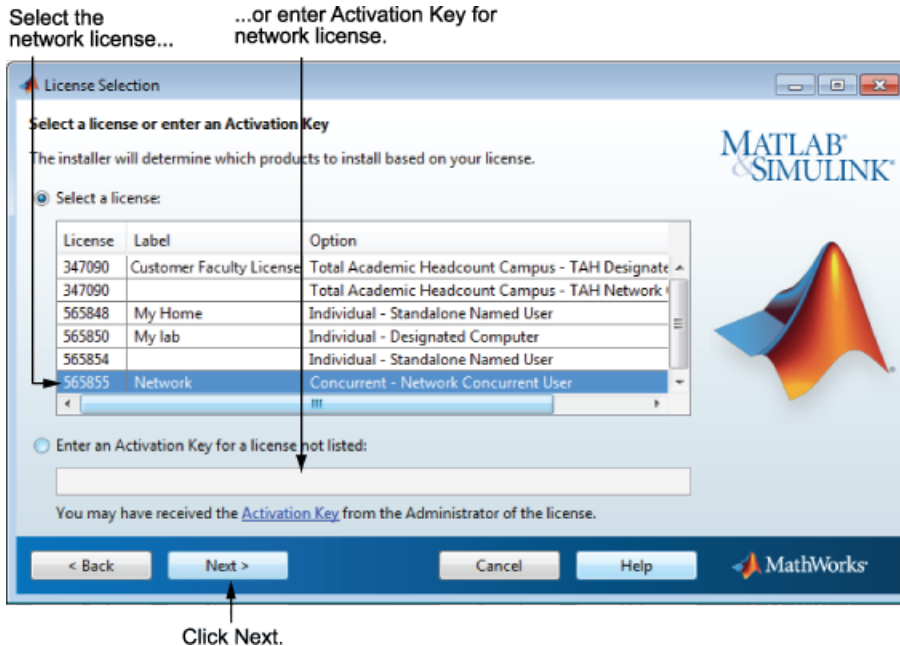 Select the
network license...
...or enter Activation Key for
network license.
License Selection
Select a license or enter an Activation Key
The installer will determine which products to install based on your license.
MATLAB®
&SIMULINK®
Select a license:
License Label Option
347090 Customer Faculty License Total Academic Headcount Campus - TAH Designate
347090 Total Academic Headcount Campus - TAH Network
565848 My Home Individual - Standalone Named User
565850 My lab Individual - Designated Computer
565854 Individual - Standalone Named User
565855 Network Concurrent - Network Concurrent User
Enter an Activation Key for a license not listed:
You may have received the Activation Key from the Administrator of the license.
< Back Next > Cancel Help MathWorks®
Click Next.